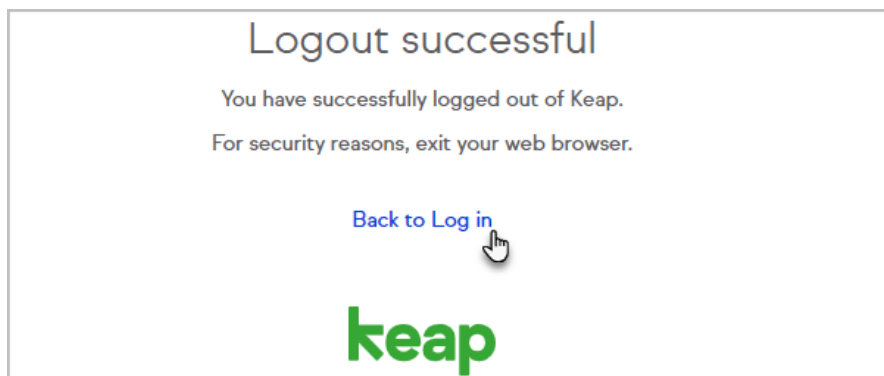 Logout successful
You have successfully logged out of Keap.
For security reasons, exit your web browser.
Back to Log in
keap